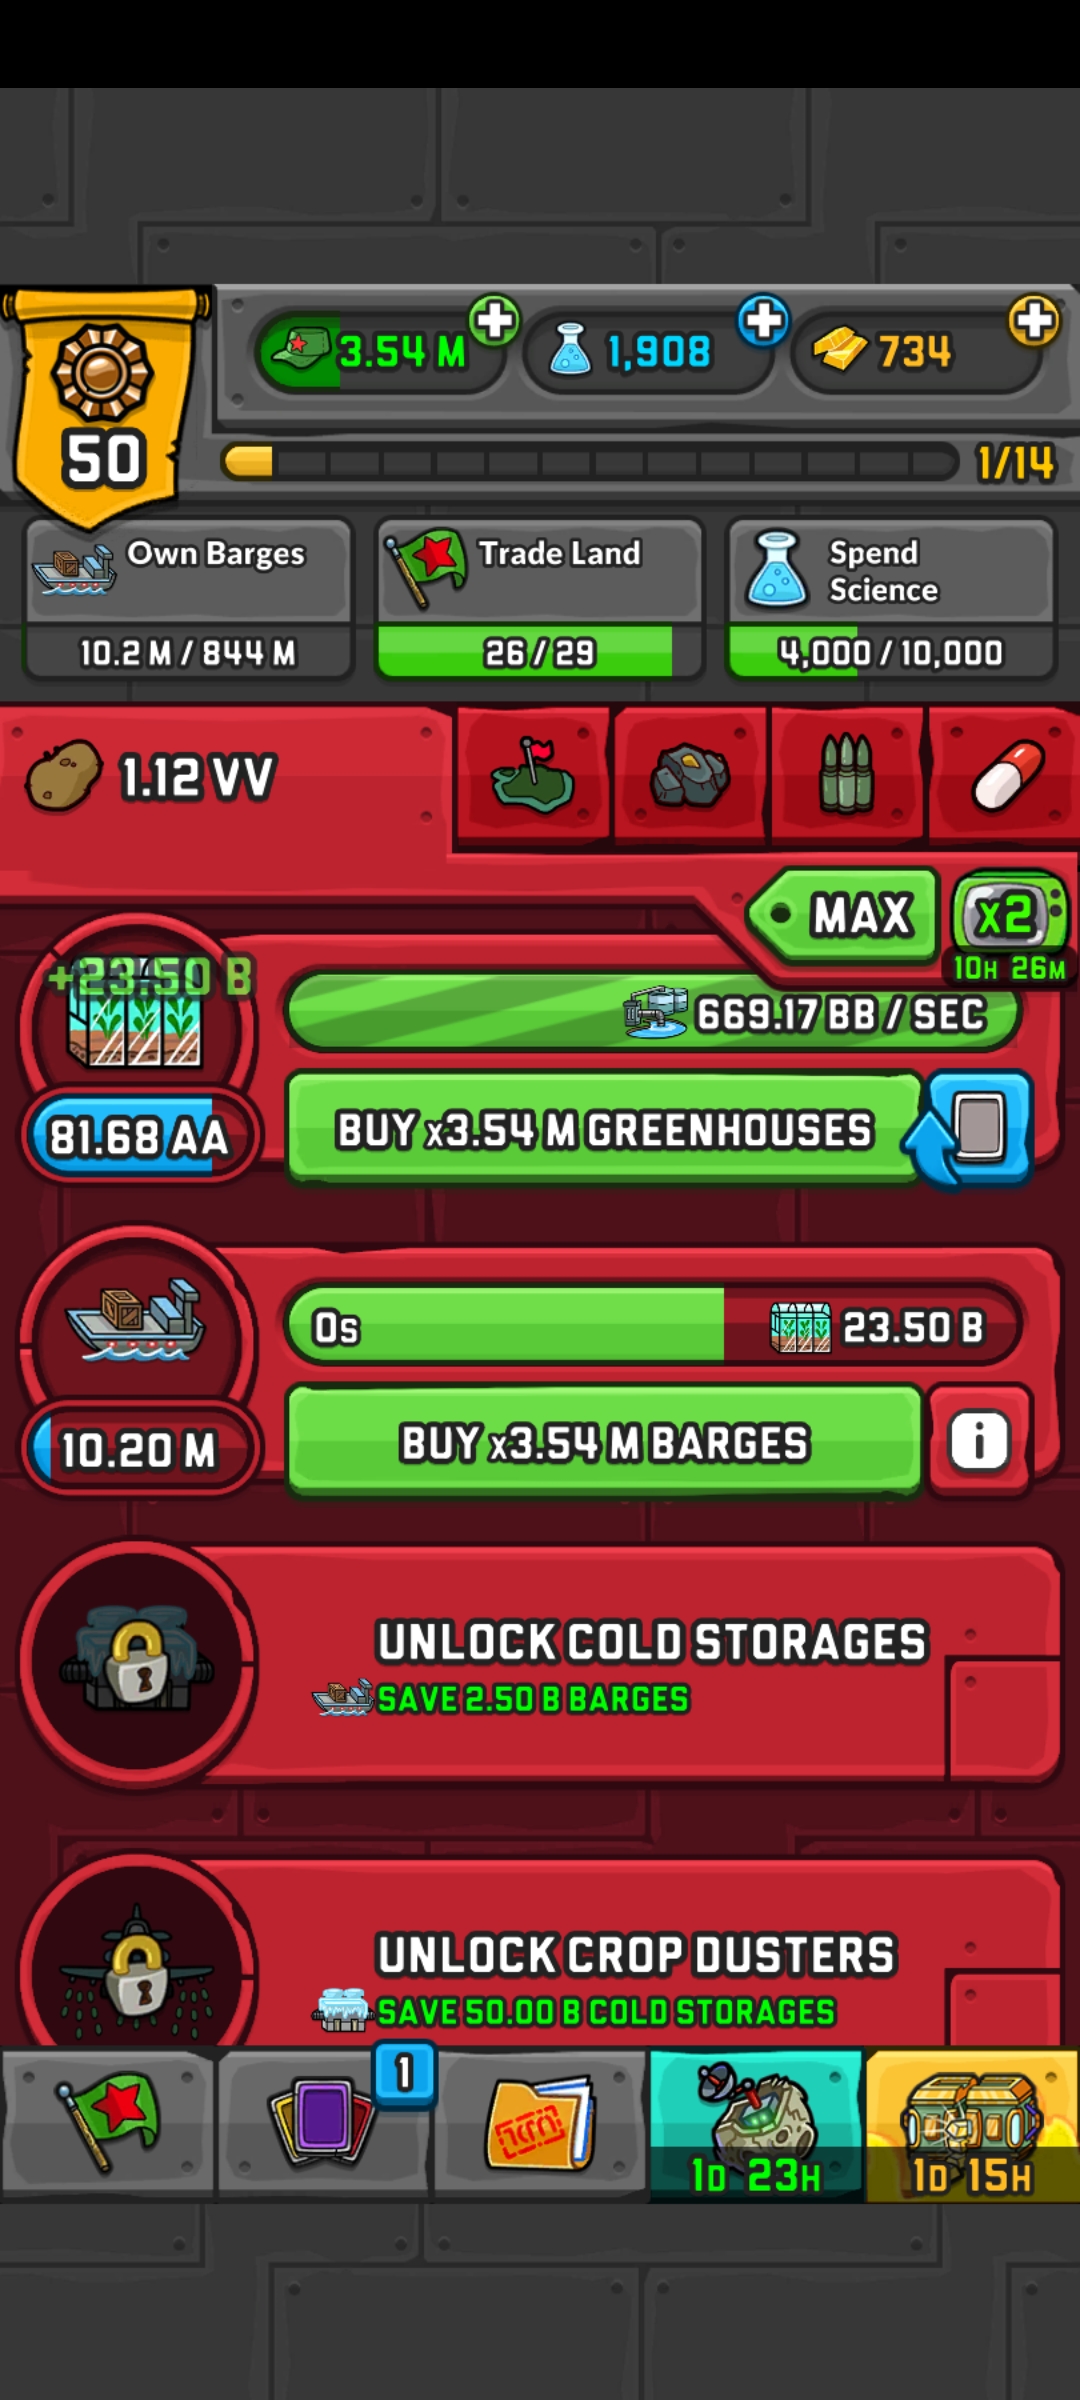 3.54 M
1,908
734
50
1/14
Own Barges
10.2 M / 844 M
Trade Land
26 / 29
Spend
Science
4,000 / 10,000
1.12 VV
MAX
x2
10H 26M
+23.50 B
669.17 BB / SEC
81.68 AA
BUY x3.54 M GREENHOUSES
0s
23.50 B
10.20 M
BUY x3.54 M BARGES
i
UNLOCK COLD STORAGES
SAVE 2.50 B BARGES
UNLOCK CROP DUSTERS
SAVE 50.00 B COLD STORAGES
1
1D 23H
1D 15H